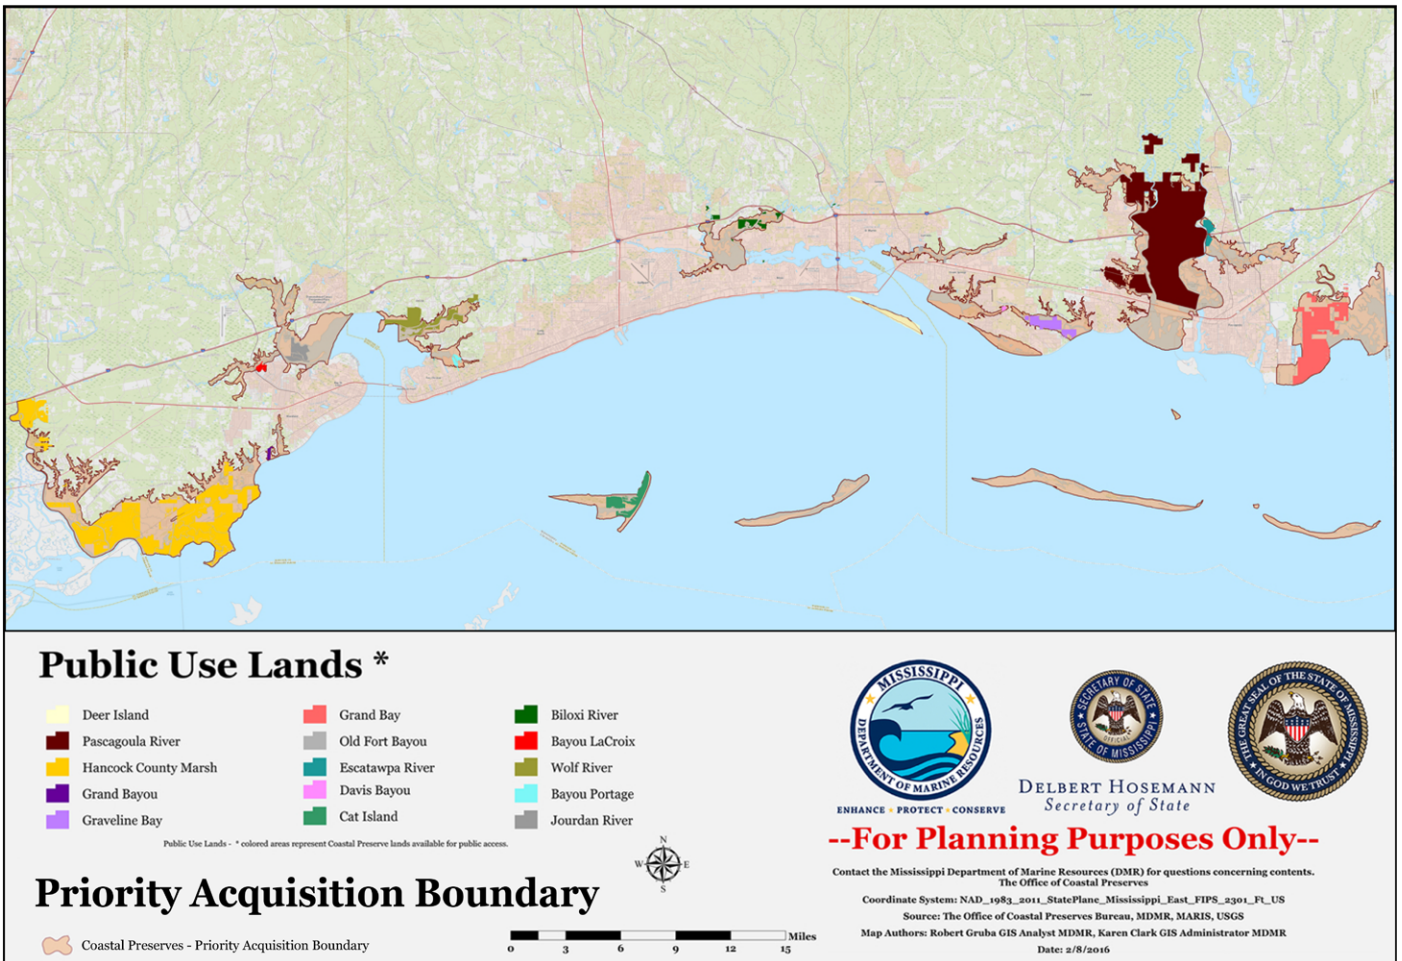 Public Use Lands *
Deer Island
Pascagoula River
Hancock County Marsh
Grand Bayou
Graveline Bay
Grand Bay
Old Fort Bayou
Escatawpa River
Davis Bayou
Cat Island
Biloxi River
Bayou LaCroix
Wolf River
Bayou Portage
Jourdan River
Public Use Lands - * colored areas represent Coastal Preserve lands available for public access.
N
W E
S
Priority Acquisition Boundary
Coastal Preserves - Priority Acquisition Boundary
Miles
0 3 6 9 12 15
MISSISSIPPI
DEPARTMENT OF MARINE RESOURCES
ENHANCE • PROTECT • CONSERVE
SECRETARY OF STATE
OFFICIAL
STATE OF MISSISSIPPI
DELBERT HOSEMANN
Secretary of State
THE GREAT SEAL OF THE STATE OF MISSISSIPPI
IN GOD WE TRUST
--For Planning Purposes Only--
Contact the Mississippi Department of Marine Resources (DMR) for questions concerning contents.
The Office of Coastal Preserves
Coordinate System: NAD_1983_2011_StatePlane_Mississippi_East_FIPS_2301_Ft_US
Source: The Office of Coastal Preserves Bureau, MDMR, MARIS, USGS
Map Authors: Robert Gruba GIS Analyst MDMR, Karen Clark GIS Administrator MDMR
Date: 2/8/2016